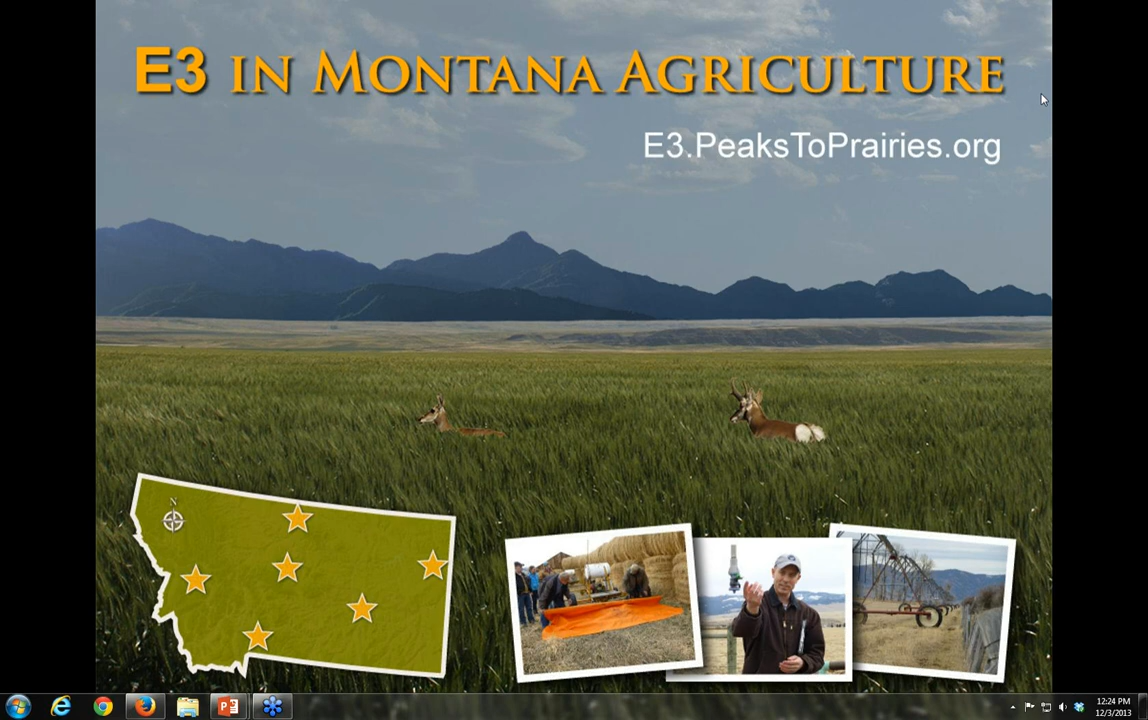 E3 IN MONTANA AGRICULTURE
E3.PeaksToPrairies.org
N
12:24 PM
12/3/2013